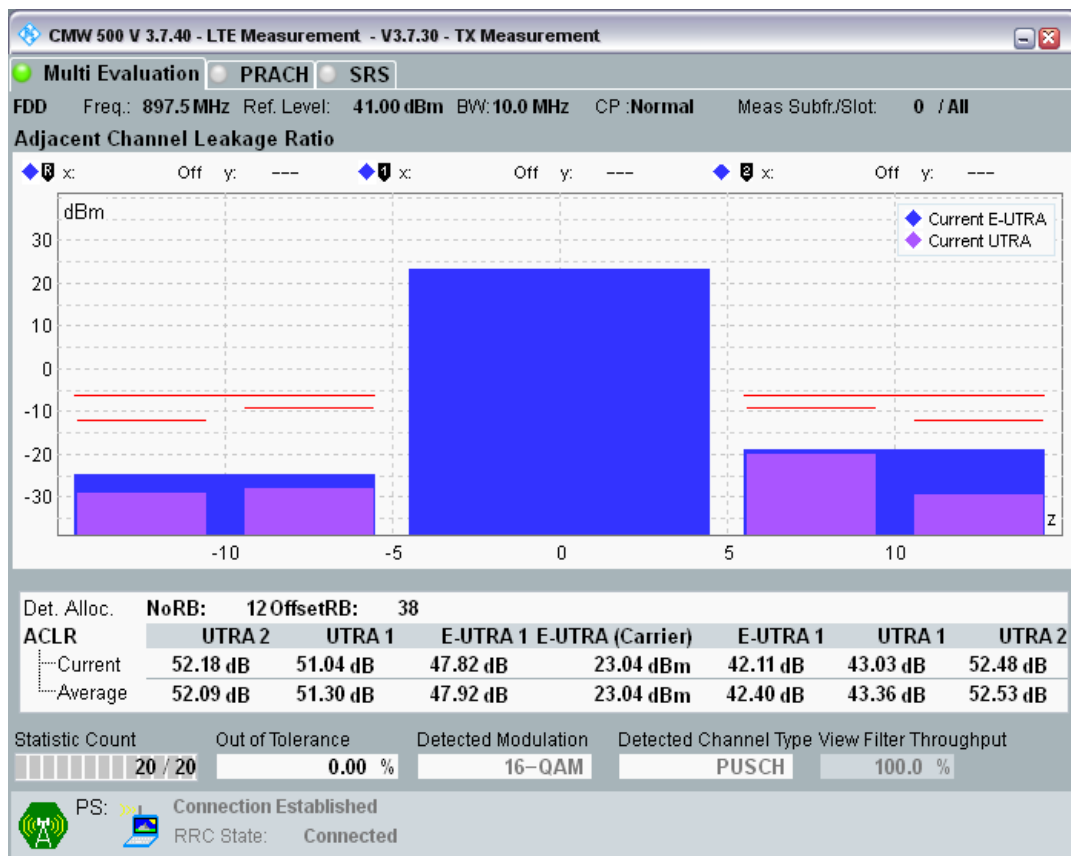 CMW 500 V 3.7.40 - LTE Measurement - V3.7.30 - TX Measurement
Multi Evaluation PRACH SRS
FDD Freq.: 897.5 MHz Ref. Level: 41.00 dBm BW: 10.0 MHz CP :Normal Meas Subfr./Slot: 0 / All
Adjacent Channel Leakage Ratio
R x: Off y: --- 1 x: Off y: --- 2 x: Off y: ---
dBm
Current E-UTRA
Current UTRA
30
20
10
0
-10
-20
-30
z
-10 -5 0 5 10
Det. Alloc. NoRB: 12 OffsetRB: 38
ACLR UTRA 2 UTRA 1 E-UTRA 1 E-UTRA (Carrier) E-UTRA 1 UTRA 1 UTRA 2
Current 52.18 dB 51.04 dB 47.82 dB 23.04 dBm 42.11 dB 43.03 dB 52.48 dB
Average 52.09 dB 51.30 dB 47.92 dB 23.04 dBm 42.40 dB 43.36 dB 52.53 dB
Statistic Count Out of Tolerance Detected Modulation Detected Channel Type View Filter Throughput
20 / 20 0.00 % 16-QAM PUSCH 100.0 %
PS: Connection Established
RRC State: Connected